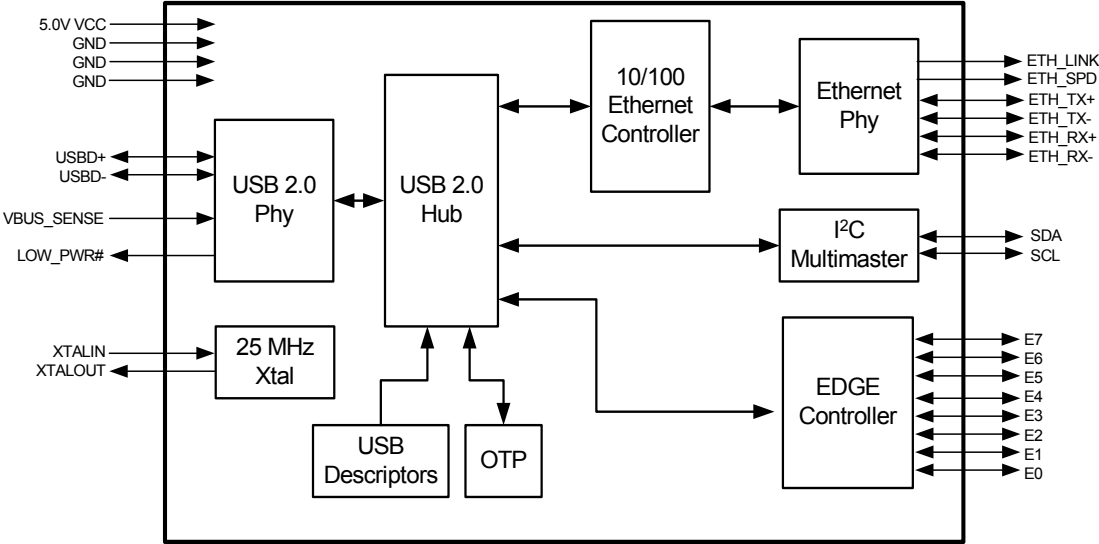 5.0V VCC
GND
GND
GND
USBD+
USBD-
VBUS_SENSE
LOW_PWR#
XTALIN
XTALOUT
USB 2.0
Phy
25 MHz
Xtal
USB 2.0
Hub
USB
Descriptors
OTP
10/100
Ethernet
Controller
Ethernet
Phy
I²C
Multimaster
EDGE
Controller
ETH_LINK
ETH_SPD
ETH_TX+
ETH_TX-
ETH_RX+
ETH_RX-
SDA
SCL
E7
E6
E5
E4
E3
E2
E1
E0